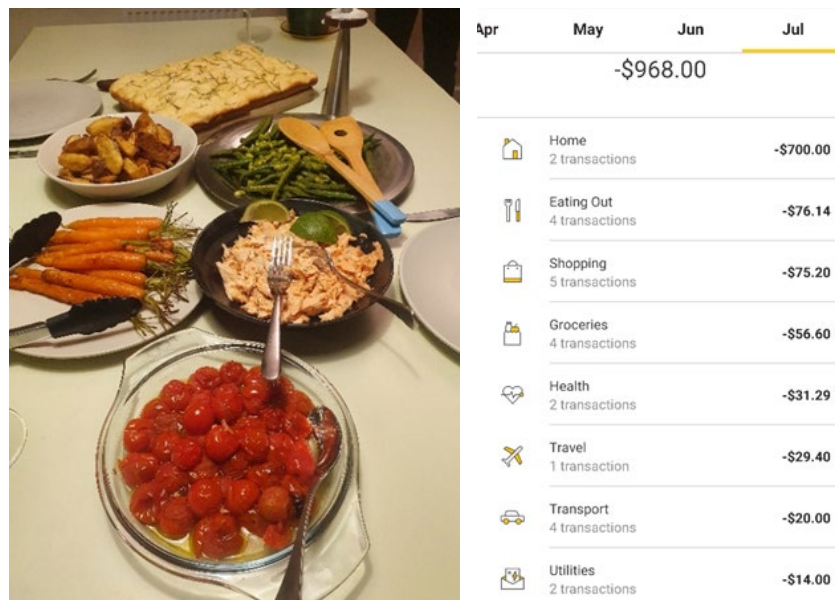 Apr May Jun Jul
-$968.00
Home
2 transactions
-$700.00
Eating Out
4 transactions
-$76.14
Shopping
5 transactions
-$75.20
Groceries
4 transactions
-$56.60
Health
2 transactions
-$31.29
Travel
1 transaction
-$29.40
Transport
4 transactions
-$20.00
Utilities
2 transactions
-$14.00